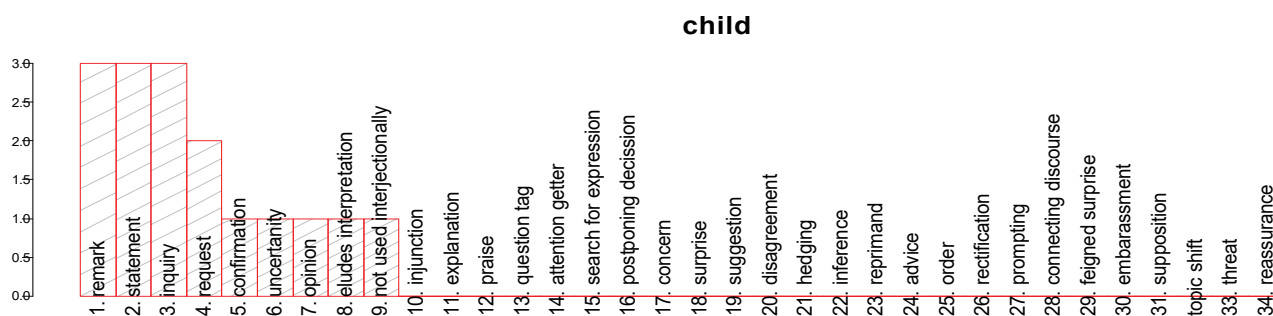 child
3.0
2.5
2.0
1.5
1.0
0.5
0.0
1. remark
2. statement
3. inquiry
4. request
5. confirmation
6. uncertanity
7. opinion
8. eludes interpretation
9. not used interjectionally
10. injunction
11. explanation
12. praise
13. question tag
14. attention getter
15. search for expression
16. postponing decission
17. concern
18. surprise
19. suggestion
20. disagreement
21. hedging
22. inference
23. reprimand
24. advice
25. order
26. rectification
27. prompting
28. connecting discourse
29. feigned surprise
30. embarassment
31. supposition
topic shift
33. threat
34. reassurance